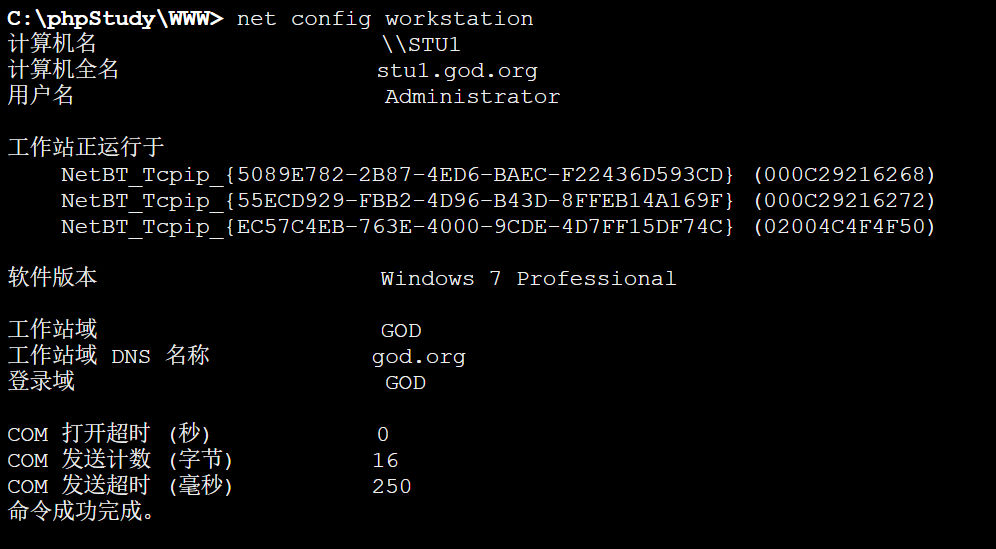 C:\phpStudy\WWW> net config workstation
计算机名 \\STU1
计算机全名 stu1.god.org
用户名 Administrator
工作站正运行于
NetBT_Tcpip_{5089E782-2B87-4ED6-BAEC-F22436D593CD} (000C29216268)
NetBT_Tcpip_{55ECD929-FBB2-4D96-B43D-8FFEB14A169F} (000C29216272)
NetBT_Tcpip_{EC57C4EB-763E-4000-9CDE-4D7FF15DF74C} (02004C4F4F50)
软件版本 Windows 7 Professional
工作站域 GOD
工作站域 DNS 名称 god.org
登录域 GOD
COM 打开超时 (秒) 0
COM 发送计数 (字节) 16
COM 发送超时 (毫秒) 250
命令成功完成。